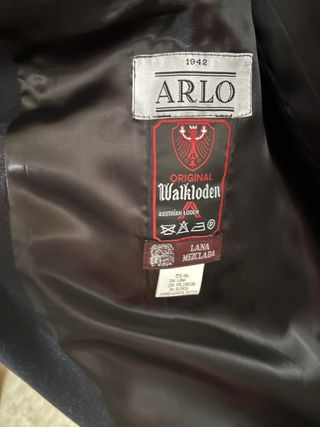 1942
ARLO
ORIGINAL
Walkloden
AUSTRIAN LODEN
LANA
MEZCLADA